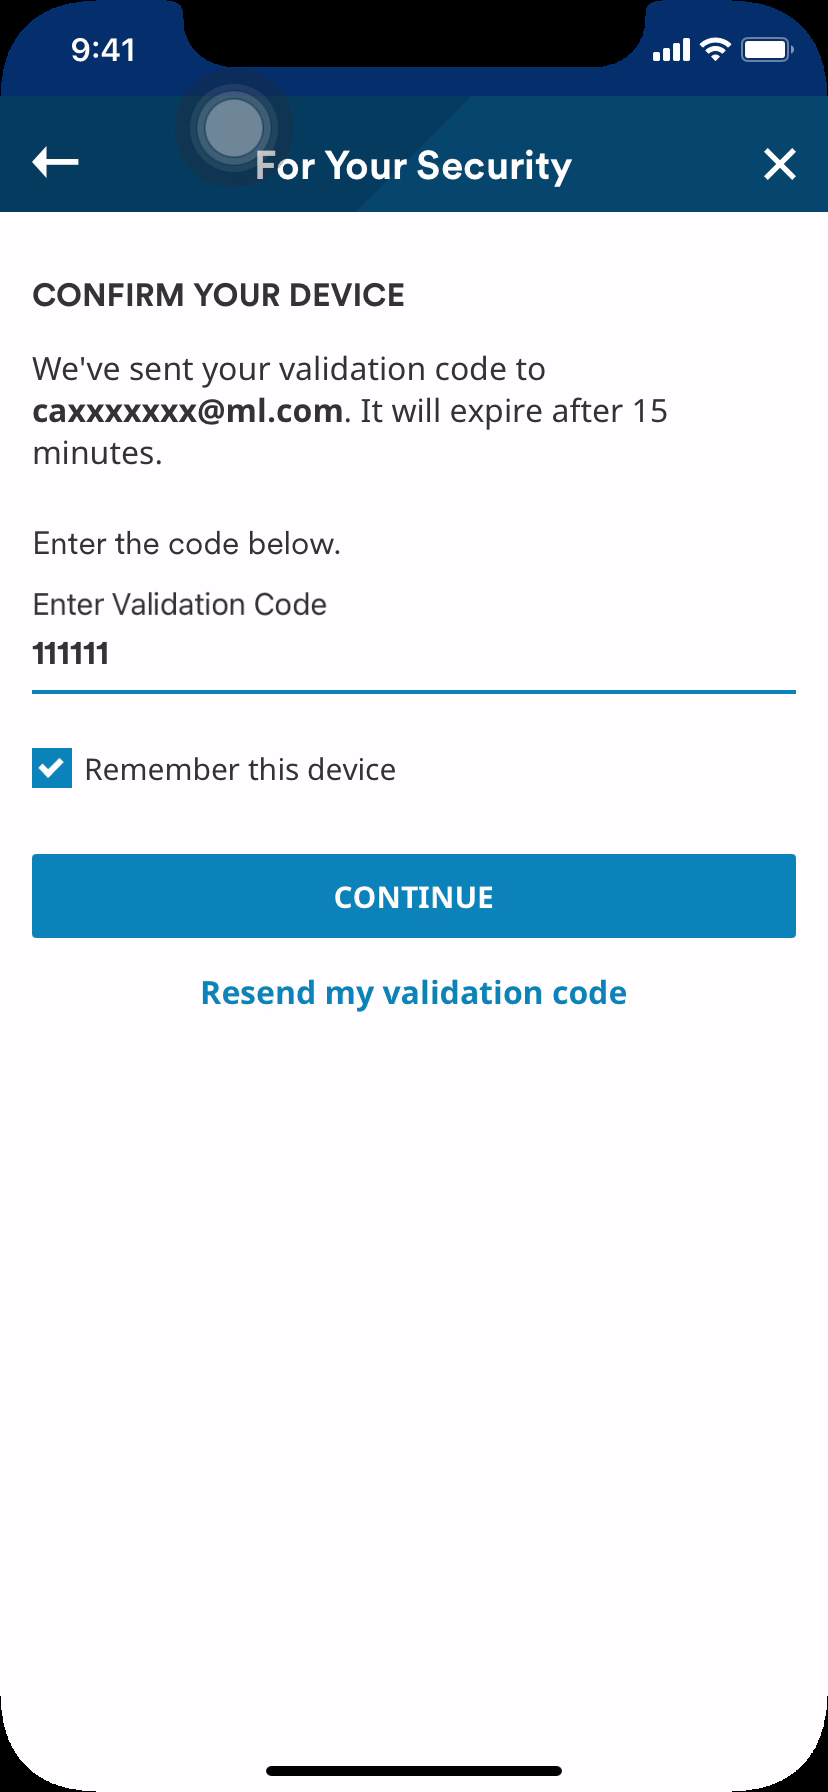 9:41
For Your Security
CONFIRM YOUR DEVICE
We've sent your validation code to
caxxxxxxx@ml.com. It will expire after 15
minutes.
Enter the code below.
Enter Validation Code
111111
Remember this device
CONTINUE
Resend my validation code